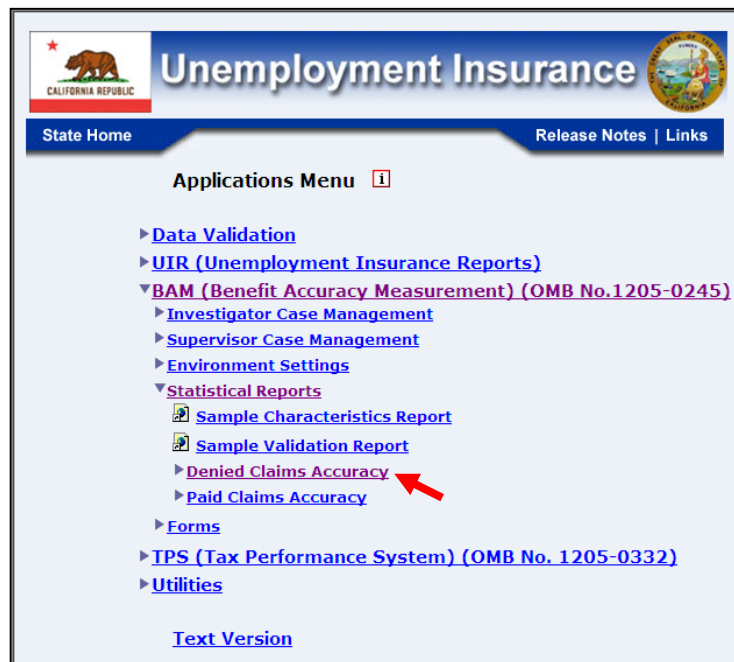 CALIFORNIA REPUBLIC
Unemployment Insurance
State Home
Release Notes | Links
Applications Menu i
Data Validation
UIR (Unemployment Insurance Reports)
BAM (Benefit Accuracy Measurement) (OMB No.1205-0245)
Investigator Case Management
Supervisor Case Management
Environment Settings
Statistical Reports
Sample Characteristics Report
Sample Validation Report
Denied Claims Accuracy
Paid Claims Accuracy
Forms
TPS (Tax Performance System) (OMB No. 1205-0332)
Utilities
Text Version